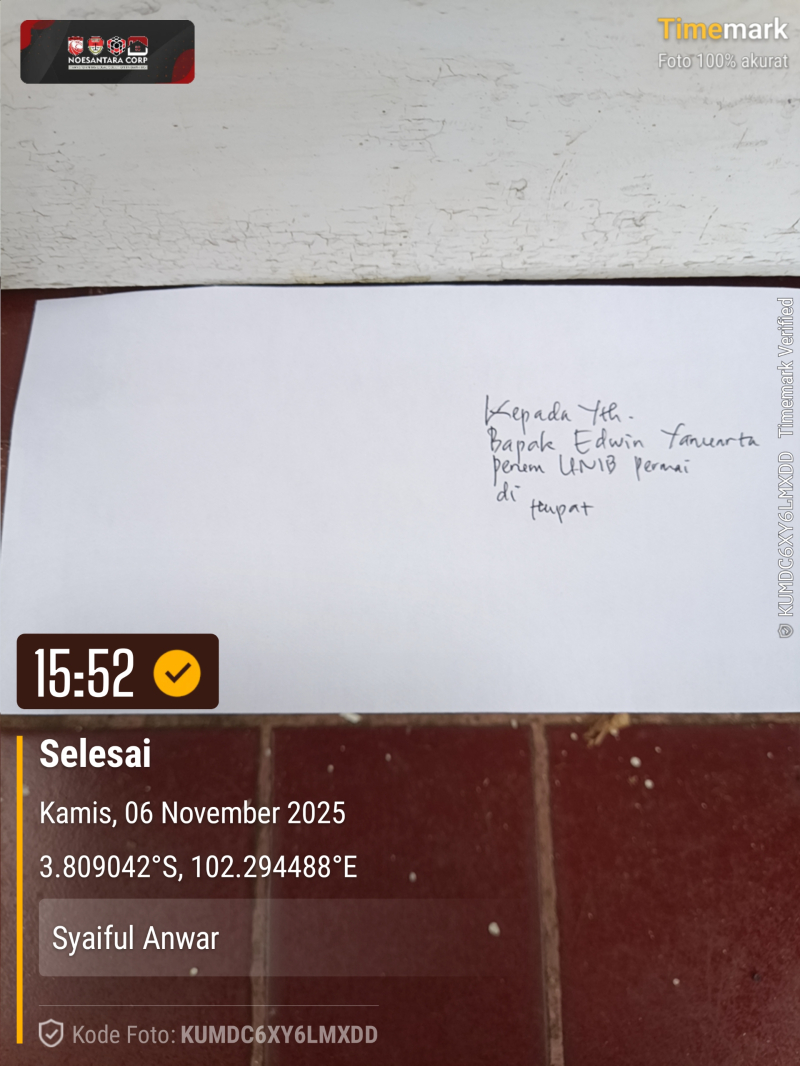 NOESANTARA CORP
Timemark
Foto 100% akurat
Kepada Yth.
Bapak Edwin Yanuarta
perum UNIB permai
di
tempat
KUMDC6XY6LMXDD Timemark Verified
15:52
Selesai
Kamis, 06 November 2025
3.809042°S, 102.294488°E
Syaiful Anwar
Kode Foto: KUMDC6XY6LMXDD